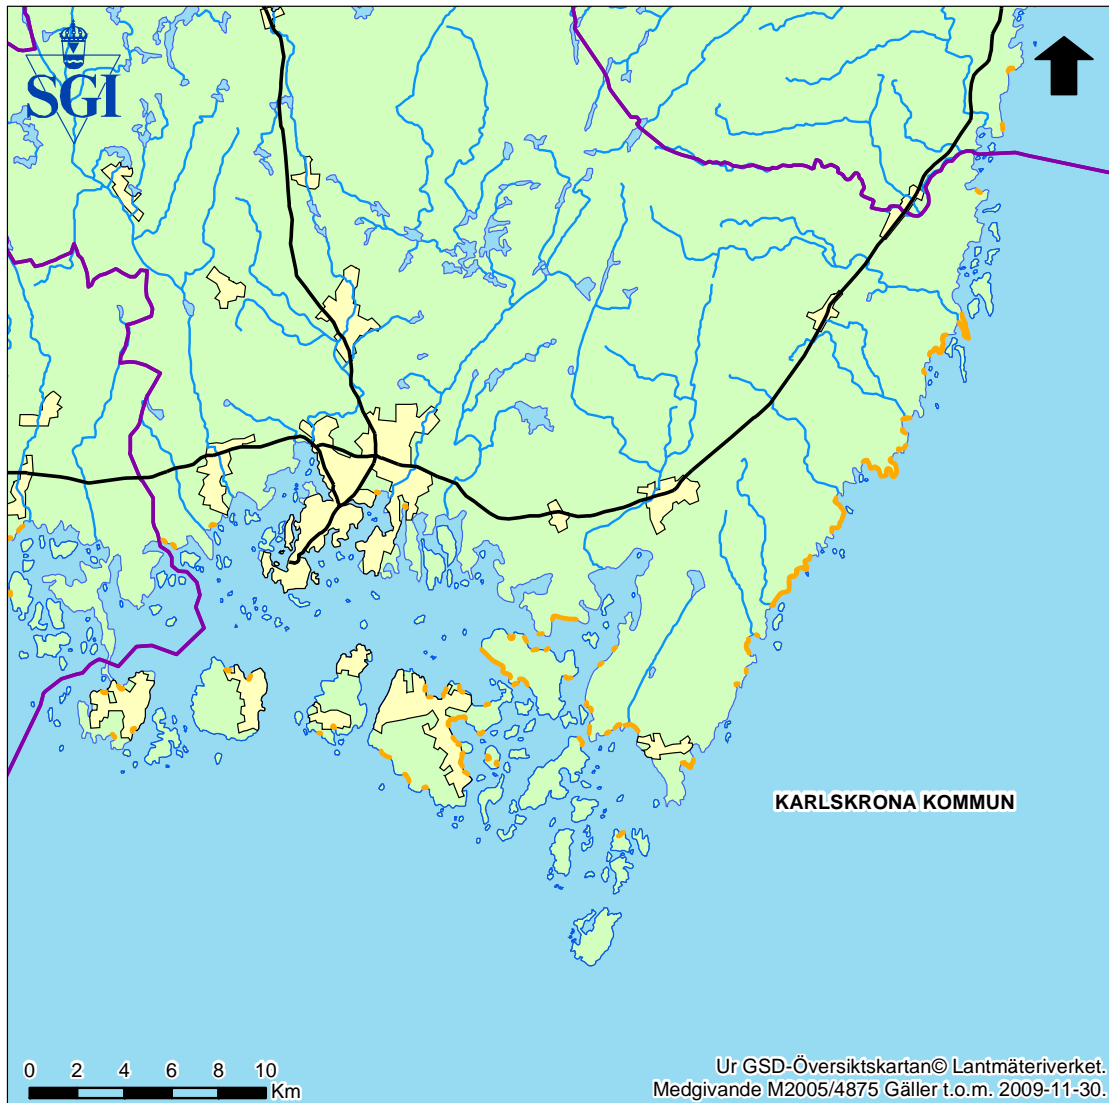 SGI
KARLSKRONA KOMMUN
0 2 4 6 8 10
Km
Ur GSD-Översiktskartan© Lantmäteriverket.
Medgivande M2005/4875 Gäller t.o.m. 2009-11-30.